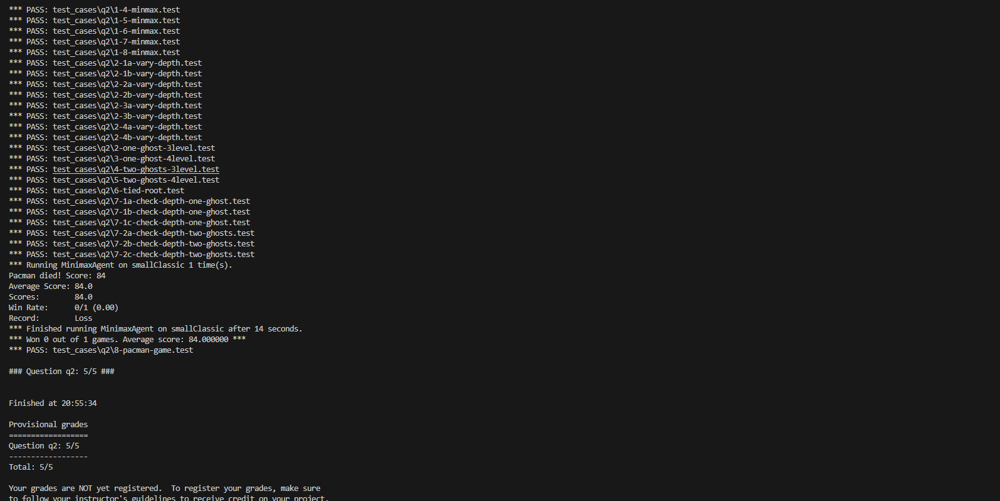 *** PASS: test_cases\q2\1-4-minmax.test
*** PASS: test_cases\q2\1-5-minmax.test
*** PASS: test_cases\q2\1-6-minmax.test
*** PASS: test_cases\q2\1-7-minmax.test
*** PASS: test_cases\q2\1-8-minmax.test
*** PASS: test_cases\q2\2-1a-vary-depth.test
*** PASS: test_cases\q2\2-1b-vary-depth.test
*** PASS: test_cases\q2\2-2a-vary-depth.test
*** PASS: test_cases\q2\2-2b-vary-depth.test
*** PASS: test_cases\q2\2-3a-vary-depth.test
*** PASS: test_cases\q2\2-3b-vary-depth.test
*** PASS: test_cases\q2\2-4a-vary-depth.test
*** PASS: test_cases\q2\2-4b-vary-depth.test
*** PASS: test_cases\q2\2-one-ghost-3level.test
*** PASS: test_cases\q2\3-one-ghost-4level.test
*** PASS: test_cases\q2\4-two-ghosts-3level.test
*** PASS: test_cases\q2\5-two-ghosts-4level.test
*** PASS: test_cases\q2\6-tied-root.test
*** PASS: test_cases\q2\7-1a-check-depth-one-ghost.test
*** PASS: test_cases\q2\7-1b-check-depth-one-ghost.test
*** PASS: test_cases\q2\7-1c-check-depth-one-ghost.test
*** PASS: test_cases\q2\7-2a-check-depth-two-ghosts.test
*** PASS: test_cases\q2\7-2b-check-depth-two-ghosts.test
*** PASS: test_cases\q2\7-2c-check-depth-two-ghosts.test
*** Running MinimaxAgent on smallClassic 1 time(s).
Pacman died! Score: 84
Average Score: 84.0
Scores:        84.0
Win Rate:      0/1 (0.00)
Record:        Loss
*** Finished running MinimaxAgent on smallClassic after 14 seconds.
*** Won 0 out of 1 games. Average score: 84.000000 ***
*** PASS: test_cases\q2\8-pacman-game.test
### Question q2: 5/5 ###
Finished at 20:55:34
Provisional grades
==================
Question q2: 5/5
------------------
Total: 5/5
Your grades are NOT yet registered.  To register your grades, make sure
to follow your instructor's guidelines to receive credit on your project.